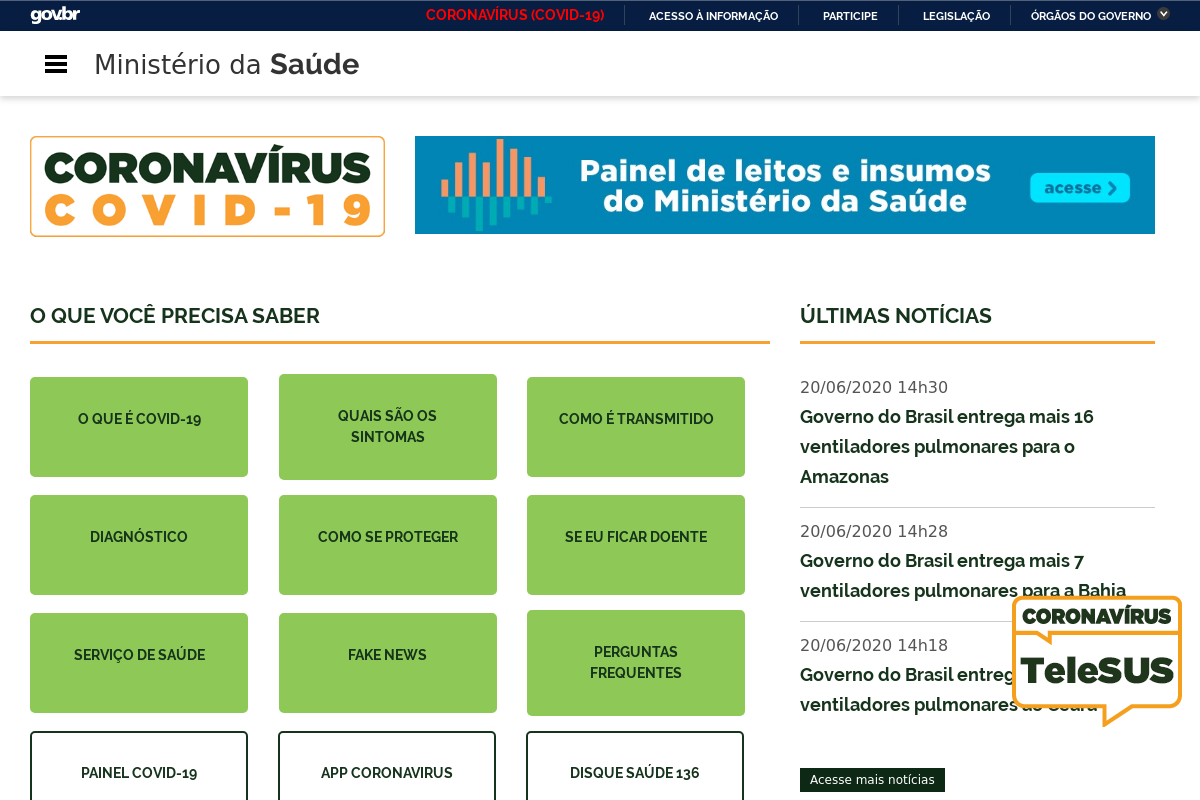 gov.br
CORONAVÍRUS (COVID-19)
ACESSO À INFORMAÇÃO
PARTICIPE
LEGISLAÇÃO
ÓRGÃOS DO GOVERNO
Ministério da Saúde
CORONAVÍRUS
COVID-19
Painel de leitos e insumos
do Ministério da Saúde
acesse
O QUE VOCÊ PRECISA SABER
O QUE É COVID-19
QUAIS SÃO OS
SINTOMAS
COMO É TRANSMITIDO
DIAGNÓSTICO
COMO SE PROTEGER
SE EU FICAR DOENTE
SERVIÇO DE SAÚDE
FAKE NEWS
PERGUNTAS
FREQUENTES
PAINEL COVID-19
APP CORONAVIRUS
DISQUE SAÚDE 136
ÚLTIMAS NOTÍCIAS
20/06/2020 14h30
Governo do Brasil entrega mais 16
ventiladores pulmonares para o
Amazonas
20/06/2020 14h28
Governo do Brasil entrega mais 7
ventiladores pulmonares para a Bahia
20/06/2020 14h18
Governo do Brasil entreg
ventiladores pulmonares
CORONAVÍRUS
TeleSUS
Acesse mais notícias